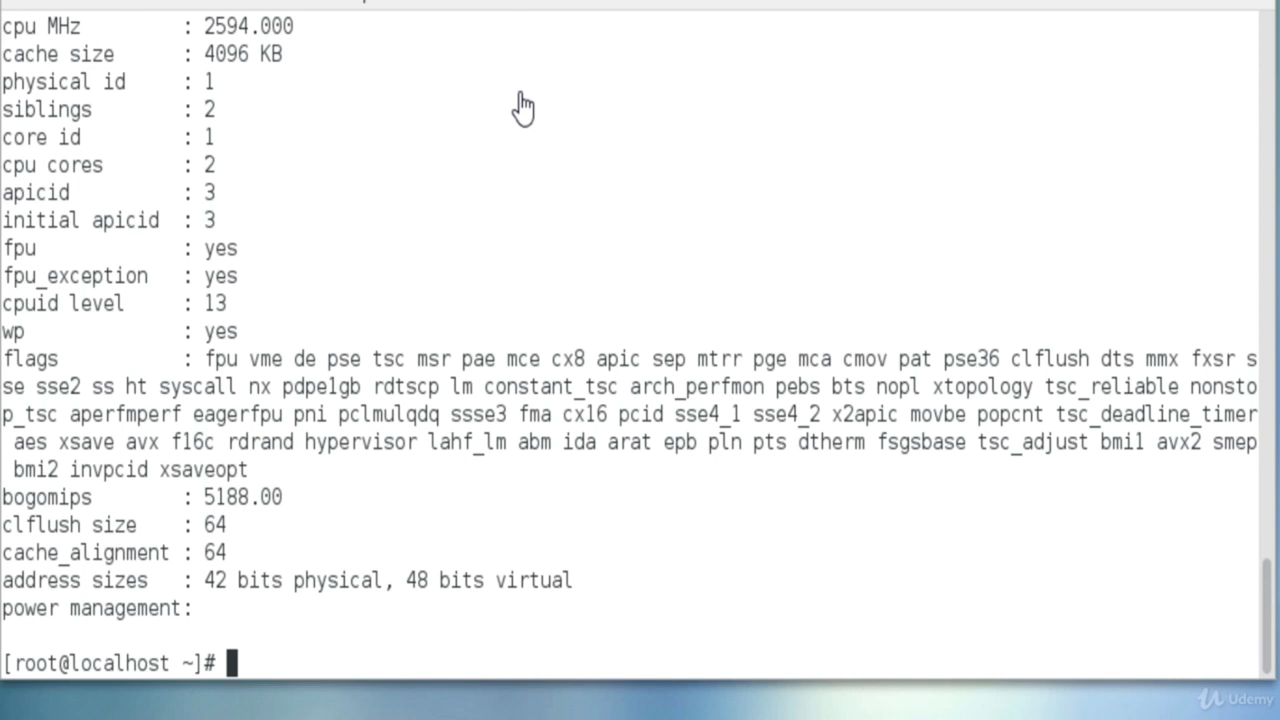 cpu MHz : 2594.000
cache size : 4096 KB
physical id : 1
siblings : 2
core id : 1
cpu cores : 2
apicid : 3
initial apicid : 3
fpu : yes
fpu_exception : yes
cpuid level : 13
wp : yes
flags : fpu vme de pse tsc msr pae mce cx8 apic sep mtrr pge mca cmov pat pse36 clflush dts mmx fxsr s
se sse2 ss ht syscall nx pdpe1gb rdtscp lm constant_tsc arch_perfmon pebs bts nopl xtopology tsc_reliable nonsto
p_tsc aperfmperf eagerfpu pni pclmulqdq ssse3 fma cx16 pcid sse4_1 sse4_2 x2apic movbe popcnt tsc_deadline_timer
aes xsave avx f16c rdrand hypervisor lahf_lm abm ida arat epb pln pts dtherm fsgsbase tsc_adjust bmi1 avx2 smep
bmi2 invpcid xsaveopt
bogomips : 5188.00
clflush size : 64
cache_alignment : 64
address sizes : 42 bits physical, 48 bits virtual
power management:
[root@localhost ~]#
Udemy